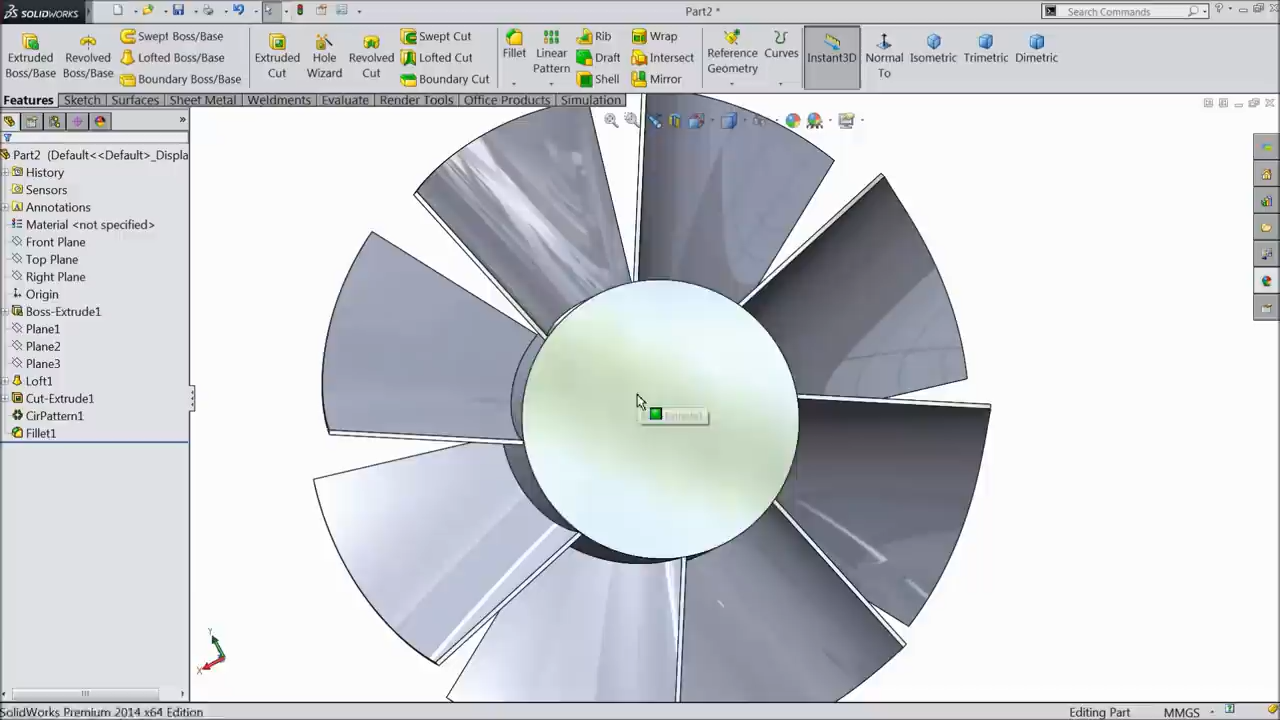 SOLIDWORKS
Part2 *
Search Commands
Extruded Boss/Base
Revolved Boss/Base
Swept Boss/Base
Lofted Boss/Base
Boundary Boss/Base
Extruded Cut
Hole Wizard
Revolved Cut
Swept Cut
Lofted Cut
Boundary Cut
Fillet
Linear Pattern
Rib
Draft
Shell
Wrap
Intersect
Mirror
Reference Geometry
Curves
Instant3D
Normal To
Isometric
Trimetric
Dimetric
Features Sketch Surfaces Sheet Metal Weldments Evaluate Render Tools Office Products Simulation
Part2 (Default<<Default>_Displa
History
Sensors
Annotations
Material <not specified>
Front Plane
Top Plane
Right Plane
Origin
Boss-Extrude1
Plane1
Plane2
Plane3
Loft1
Cut-Extrude1
CirPattern1
Fillet1
Y
X
SolidWorks Premium 2014 x64 Edition
Editing Part
MMGS